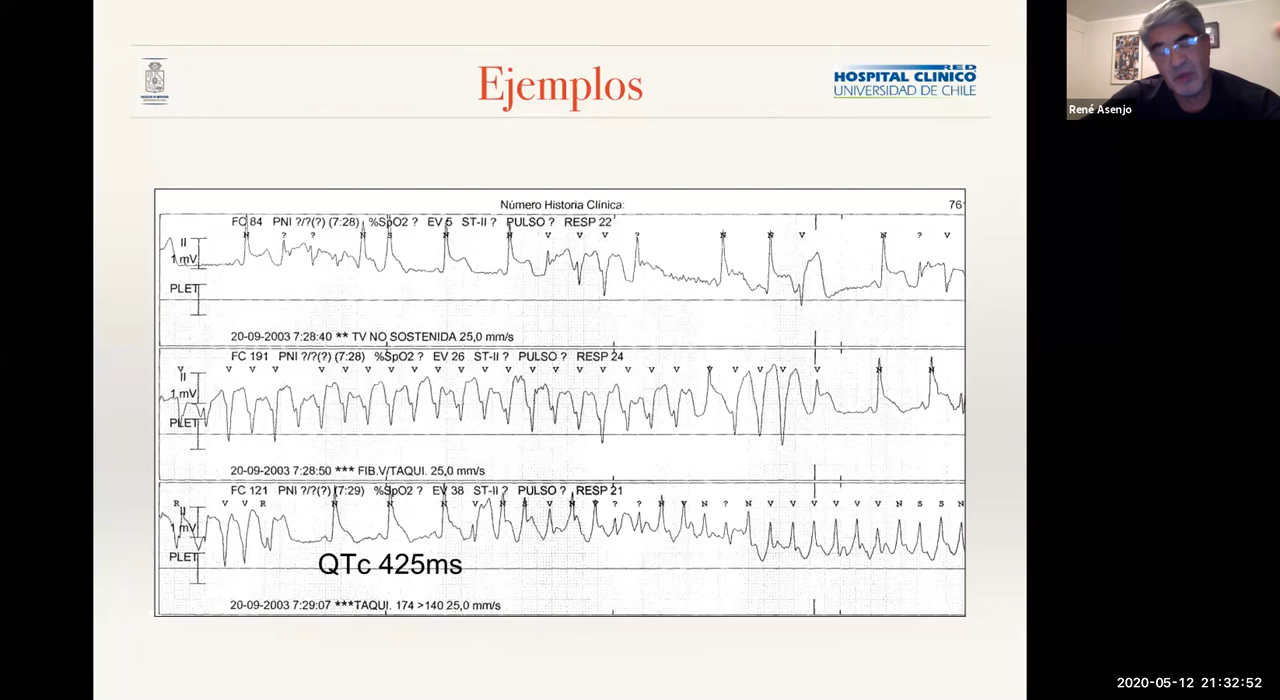 Ejemplos
RED
HOSPITAL CLÍNICO
UNIVERSIDAD DE CHILE
René Asenjo
Número Historia Clínica:
76
FC 84 PNI ?/?(?) (7:28) %SpO2 ? EV 5 ST-II ? PULSO ? RESP 22
N ? ? N S N N V V V ? N N V N ? V
II
1 mV
PLET
20-09-2003 7:28:40 ** TV NO SOSTENIDA 25,0 mm/s
FC 191 PNI ?/?(?) (7:28) %SpO2 ? EV 26 ST-II ? PULSO ? RESP 24
II
1 mV
PLET
20-09-2003 7:28:50 *** FIB.V/TAQUI. 25,0 mm/s
FC 121 PNI ?/?(?) (7:29) %SpO2 ? EV 38 ST-II ? PULSO ? RESP 21
II
1 mV
PLET
QTc 425ms
20-09-2003 7:29:07 ***TAQUI. 174 >140 25,0 mm/s
2020-05-12 21:32:52